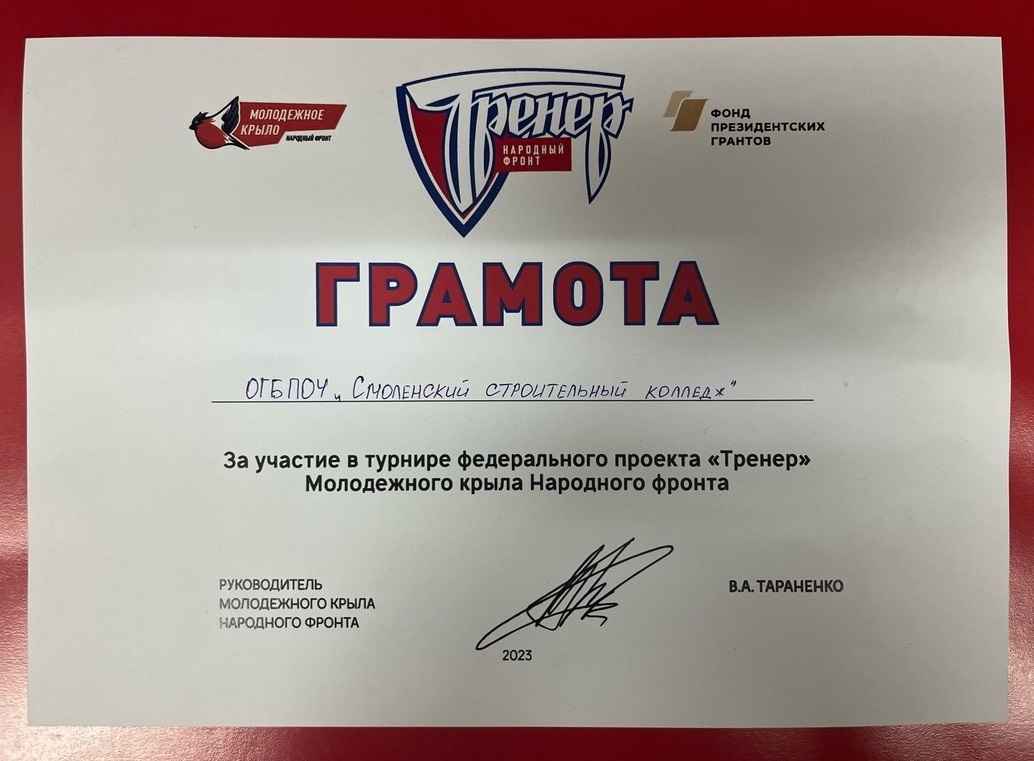 МОЛОДЕЖНОЕ
КРЫЛО
НАРОДНЫЙ ФРОНТ
Тренер
НАРОДНЫЙ
ФРОНТ
ФОНД
ПРЕЗИДЕНТСКИХ
ГРАНТОВ
ГРАМОТА
ОГБПОУ „ Смоленский строительный колледж"
За участие в турнире федерального проекта «Тренер»
Молодежного крыла Народного фронта
РУКОВОДИТЕЛЬ
МОЛОДЕЖНОГО КРЫЛА
НАРОДНОГО ФРОНТА
В.А. ТАРАНЕНКО
2023